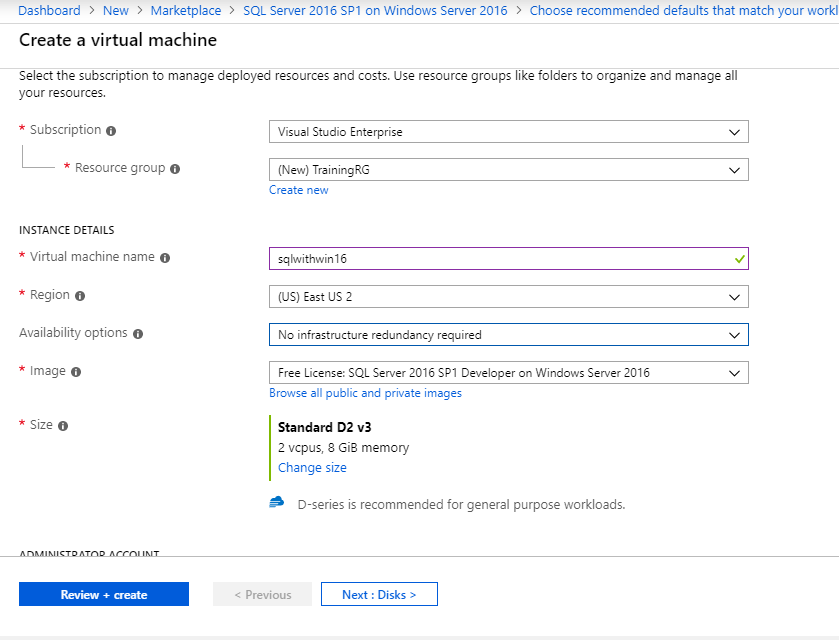 Dashboard > New > Marketplace > SQL Server 2016 SP1 on Windows Server 2016 > Choose recommended defaults that match your workl
Create a virtual machine
Select the subscription to manage deployed resources and costs. Use resource groups like folders to organize and manage all
your resources.
* Subscription
Visual Studio Enterprise
* Resource group
(New) TrainingRG
Create new
INSTANCE DETAILS
* Virtual machine name
sqlwithwin16
* Region
(US) East US 2
Availability options
No infrastructure redundancy required
* Image
Free License: SQL Server 2016 SP1 Developer on Windows Server 2016
Browse all public and private images
* Size
Standard D2 v3
2 vcpus, 8 GiB memory
Change size
D-series is recommended for general purpose workloads.
ADMINISTRATOR ACCOUNT
Review + create
< Previous
Next : Disks >